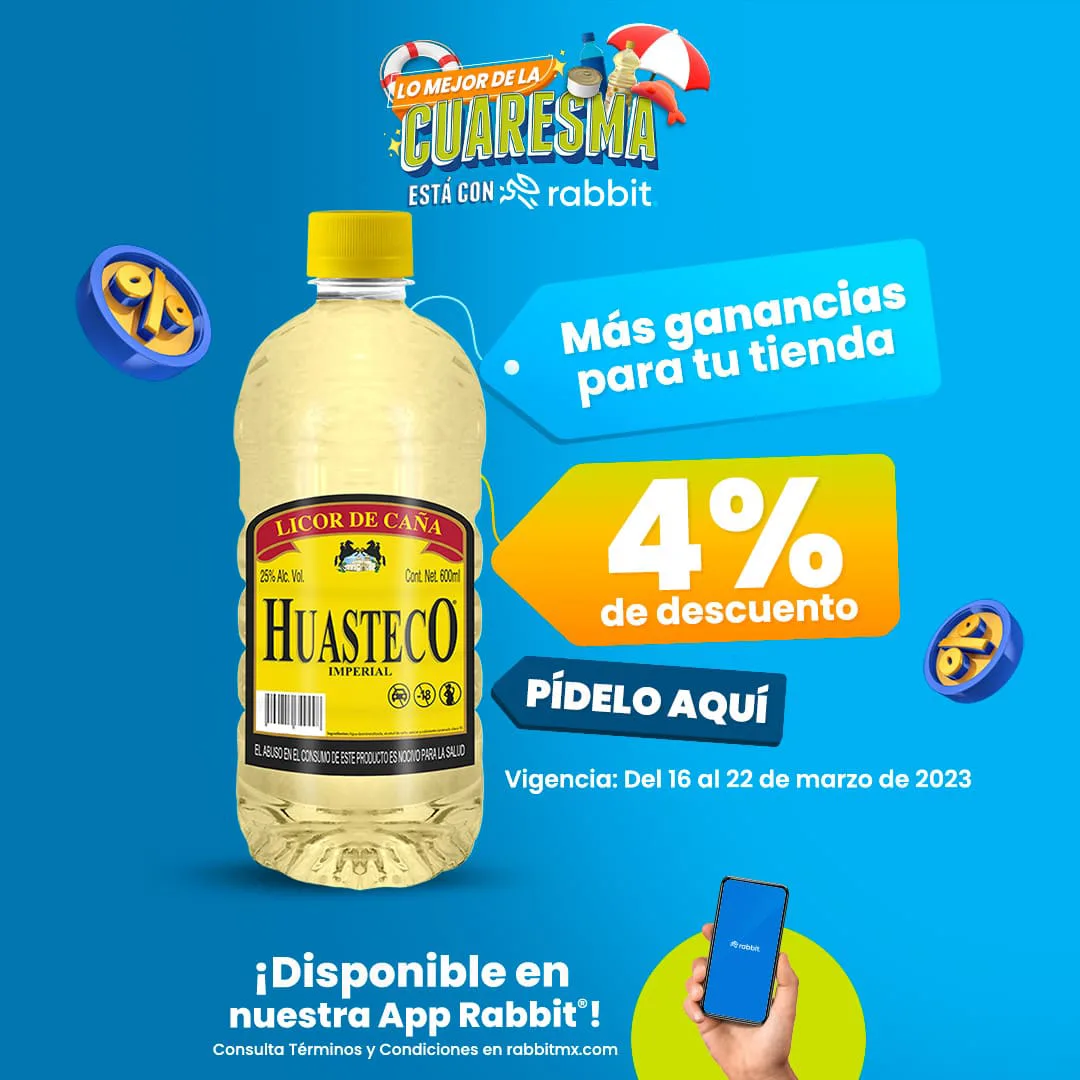 LO MEJOR DE LA
CUARESMA
ESTÁ CON rabbit
Más ganancias
para tu tienda
4%
de descuento
PÍDELO AQUÍ
Vigencia: Del 16 al 22 de marzo de 2023
LICOR DE CAÑA
25% Alc. Vol.
Cont. Net. 600ml
HUASTECO®
IMPERIAL
-18
EL ABUSO EN EL CONSUMO DE ESTE PRODUCTO ES NOCIVO PARA LA SALUD
rabbit
¡Disponible en
nuestra App Rabbit®!
Consulta Términos y Condiciones en rabbitmx.com